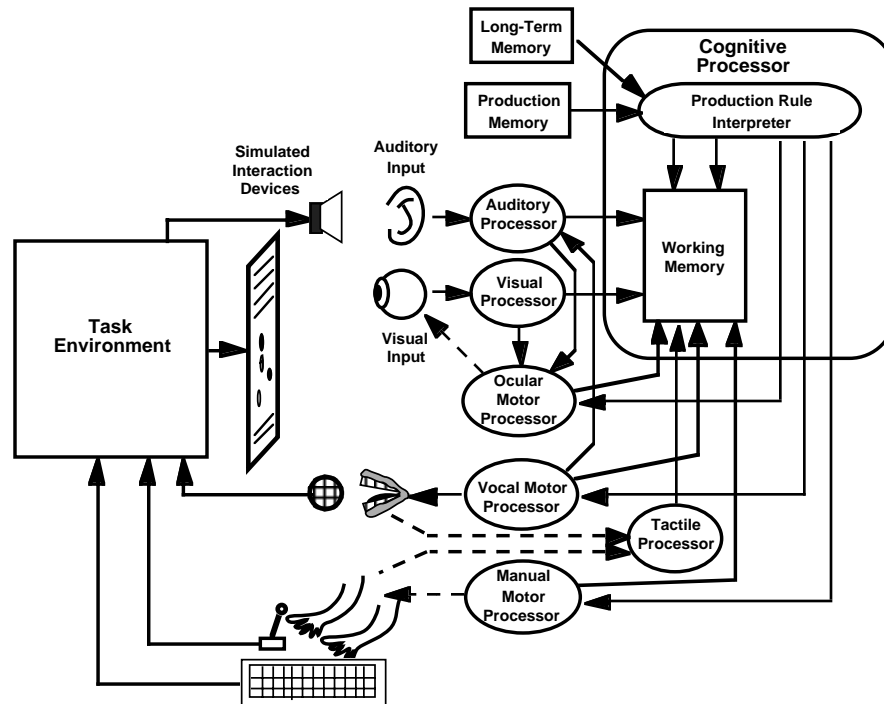 Long-Term
Memory
Cognitive
Processor
Production
Memory
Production Rule
Interpreter
Simulated
Interaction
Devices
Auditory
Input
Auditory
Processor
Working
Memory
Visual
Processor
Task
Environment
Visual
Input
Ocular
Motor
Processor
Vocal Motor
Processor
Tactile
Processor
Manual
Motor
Processor